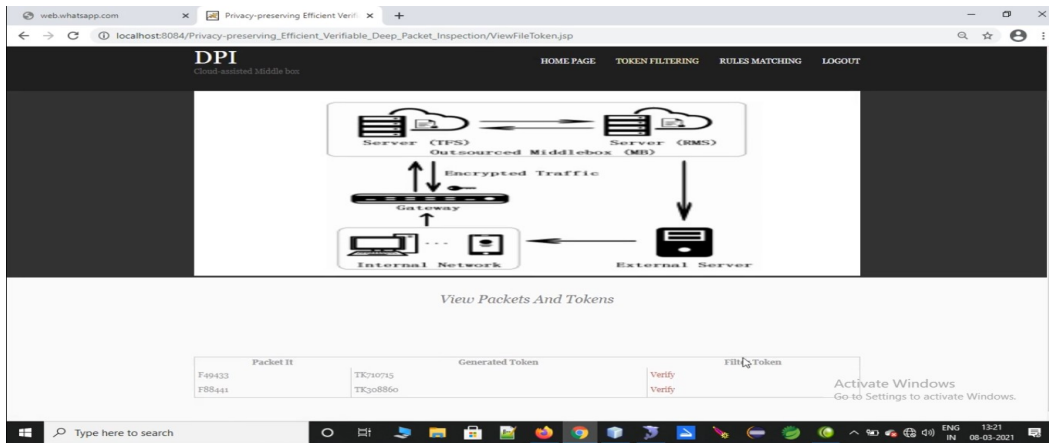 web.whatsapp.com
Privacy-preserving Efficient Verifi
localhost:8084/Privacy-preserving_Efficient_Verifiable_Deep_Packet_Inspection/ViewFileToken.jsp
DPI
Cloud-assisted Middle box
HOME PAGE TOKEN FILTERING RULES MATCHING LOGOUT
Server (TFS) Server (RMS)
Outsourced Middlebox (MB)
Encrypted Traffic
Gateway
Internal Network External Server
View Packets And Tokens
Packet It Generated Token Filter Token
F49433 TK710715 Verify
F88441 TK308860 Verify
Activate Windows
Go to Settings to activate Windows.
Type here to search
ENG 13:21
IN 08-03-2021